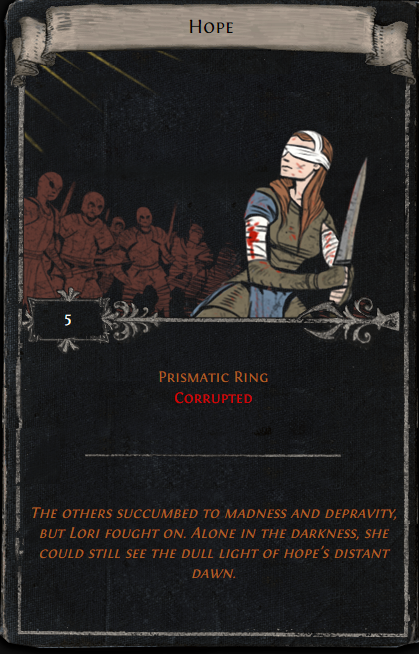 Hope
5
Prismatic Ring
Corrupted
The others succumbed to madness and depravity,
but Lori fought on. Alone in the darkness, she
could still see the dull light of hope's distant
dawn.